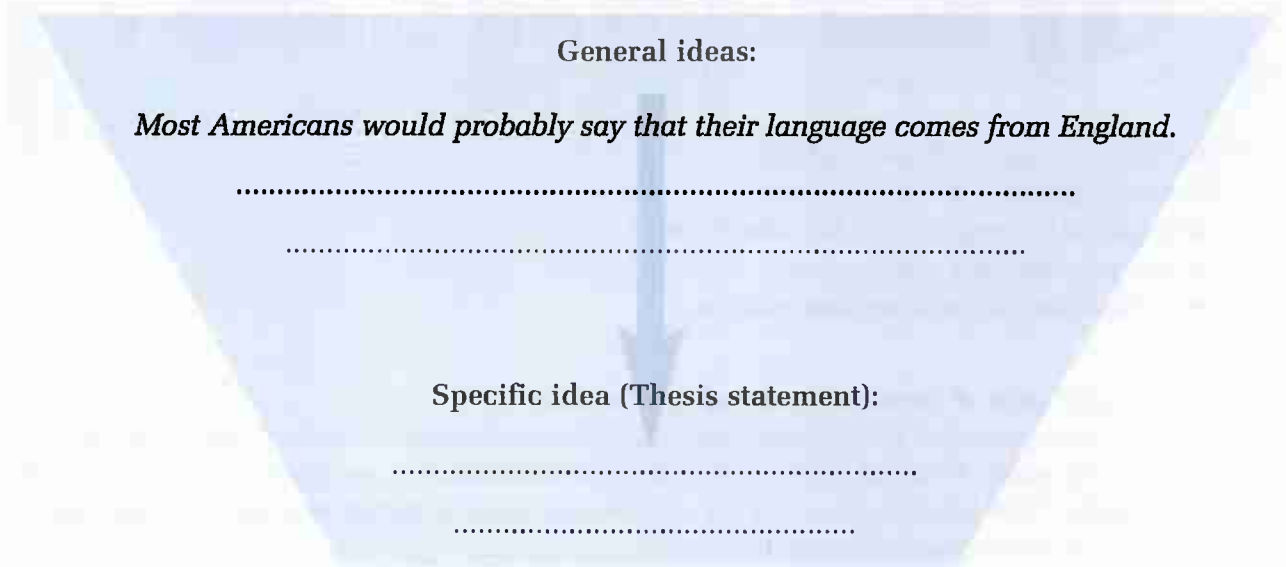 General ideas:
Most Americans would probably say that their language comes from England.
Specific idea (Thesis statement):